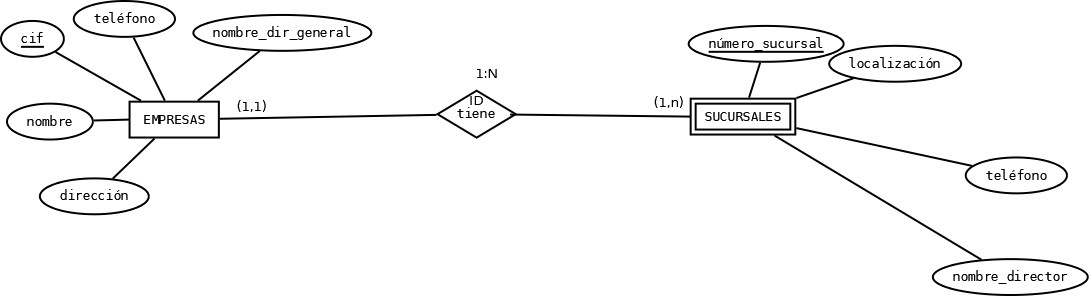 teléfono
cif
nombre_dir_general
número_sucursal
localización
1:N
ID
tiene
(1,1)
(1,n)
nombre
EMPRESAS
SUCURSALES
teléfono
dirección
nombre_director